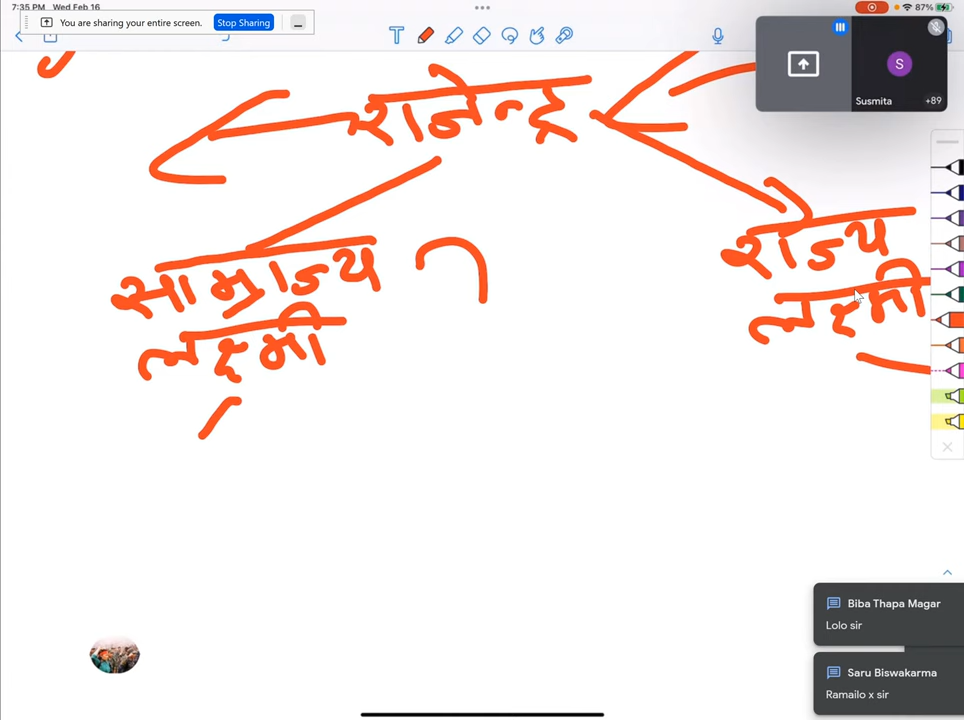 7:35 PM Wed Feb 16
87%
You are sharing your entire screen.
Stop Sharing
T
S
Susmita
+89
राजेन्द्र
साम्राज्य
लक्ष्मी
राज्य
लक्ष्मी
Biba Thapa Magar
Lolo sir
Saru Biswakarma
Ramailo x sir